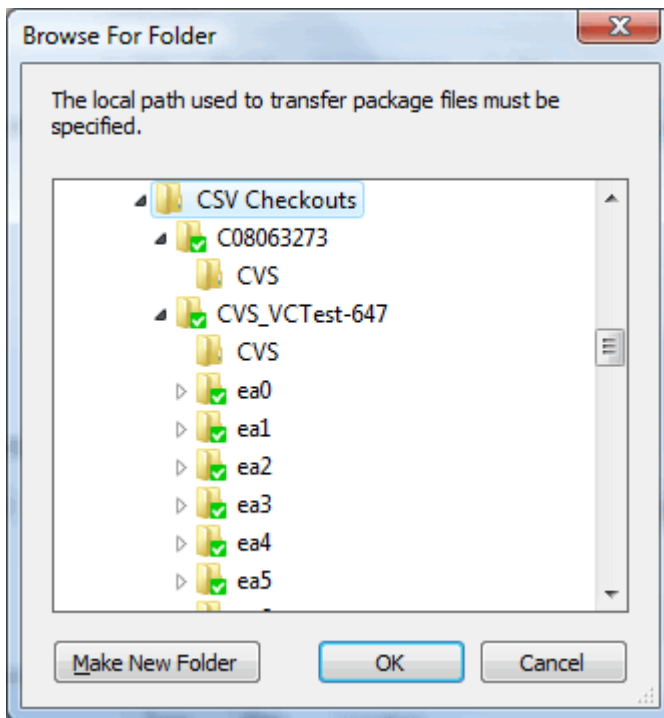 Browse For Folder
The local path used to transfer package files must be
specified.
CSV Checkouts
C08063273
CVS
CVS_VCTest-647
CVS
ea0
ea1
ea2
ea3
ea4
ea5
Make New Folder
OK
Cancel